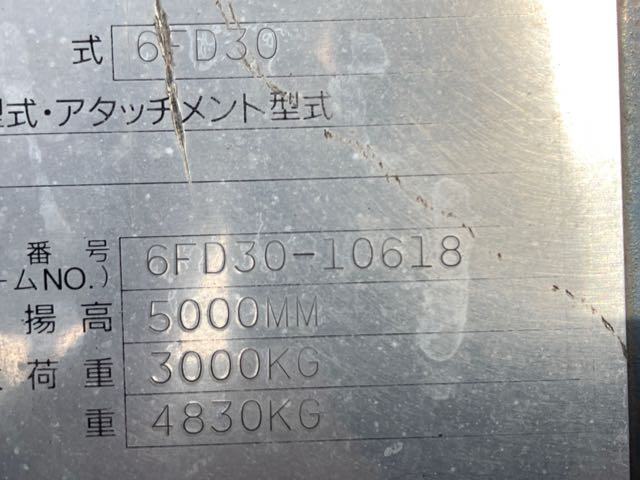 式 6FD30
型式・アタッチメント型式
番号 6FD30-10618
ームNO.)
揚高 5000MM
荷重 3000KG
重 4830KG